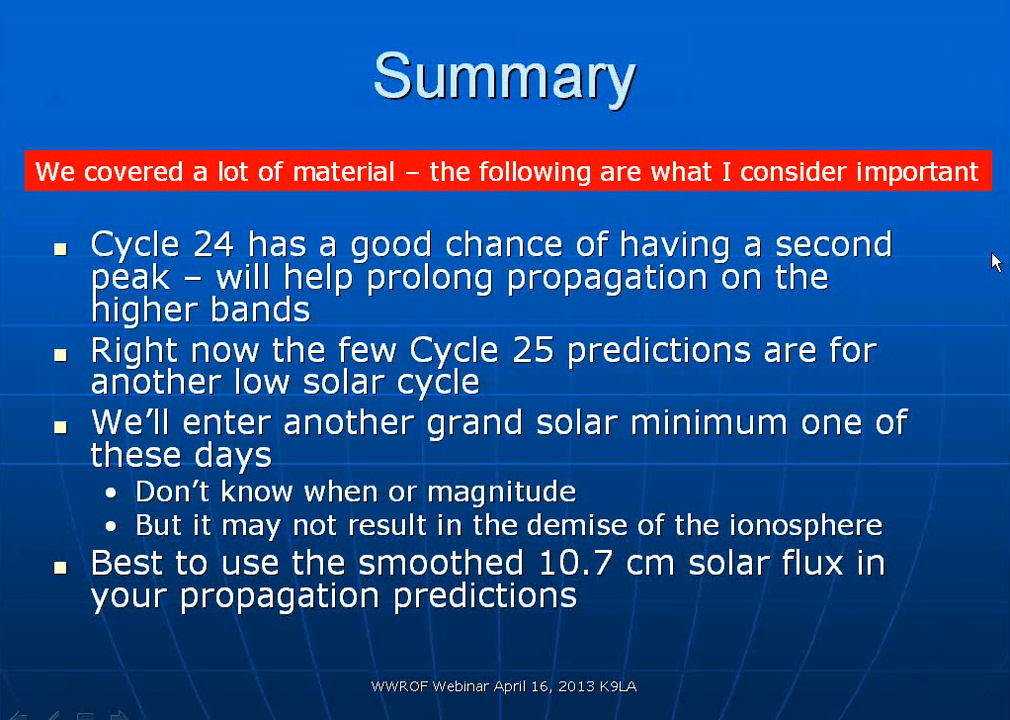 Summary
We covered a lot of material – the following are what I consider important
Cycle 24 has a good chance of having a second
peak – will help prolong propagation on the
higher bands
Right now the few Cycle 25 predictions are for
another low solar cycle
We’ll enter another grand solar minimum one of
these days
Don’t know when or magnitude
But it may not result in the demise of the ionosphere
Best to use the smoothed 10.7 cm solar flux in
your propagation predictions
WWROF Webinar April 16, 2013 K9LA